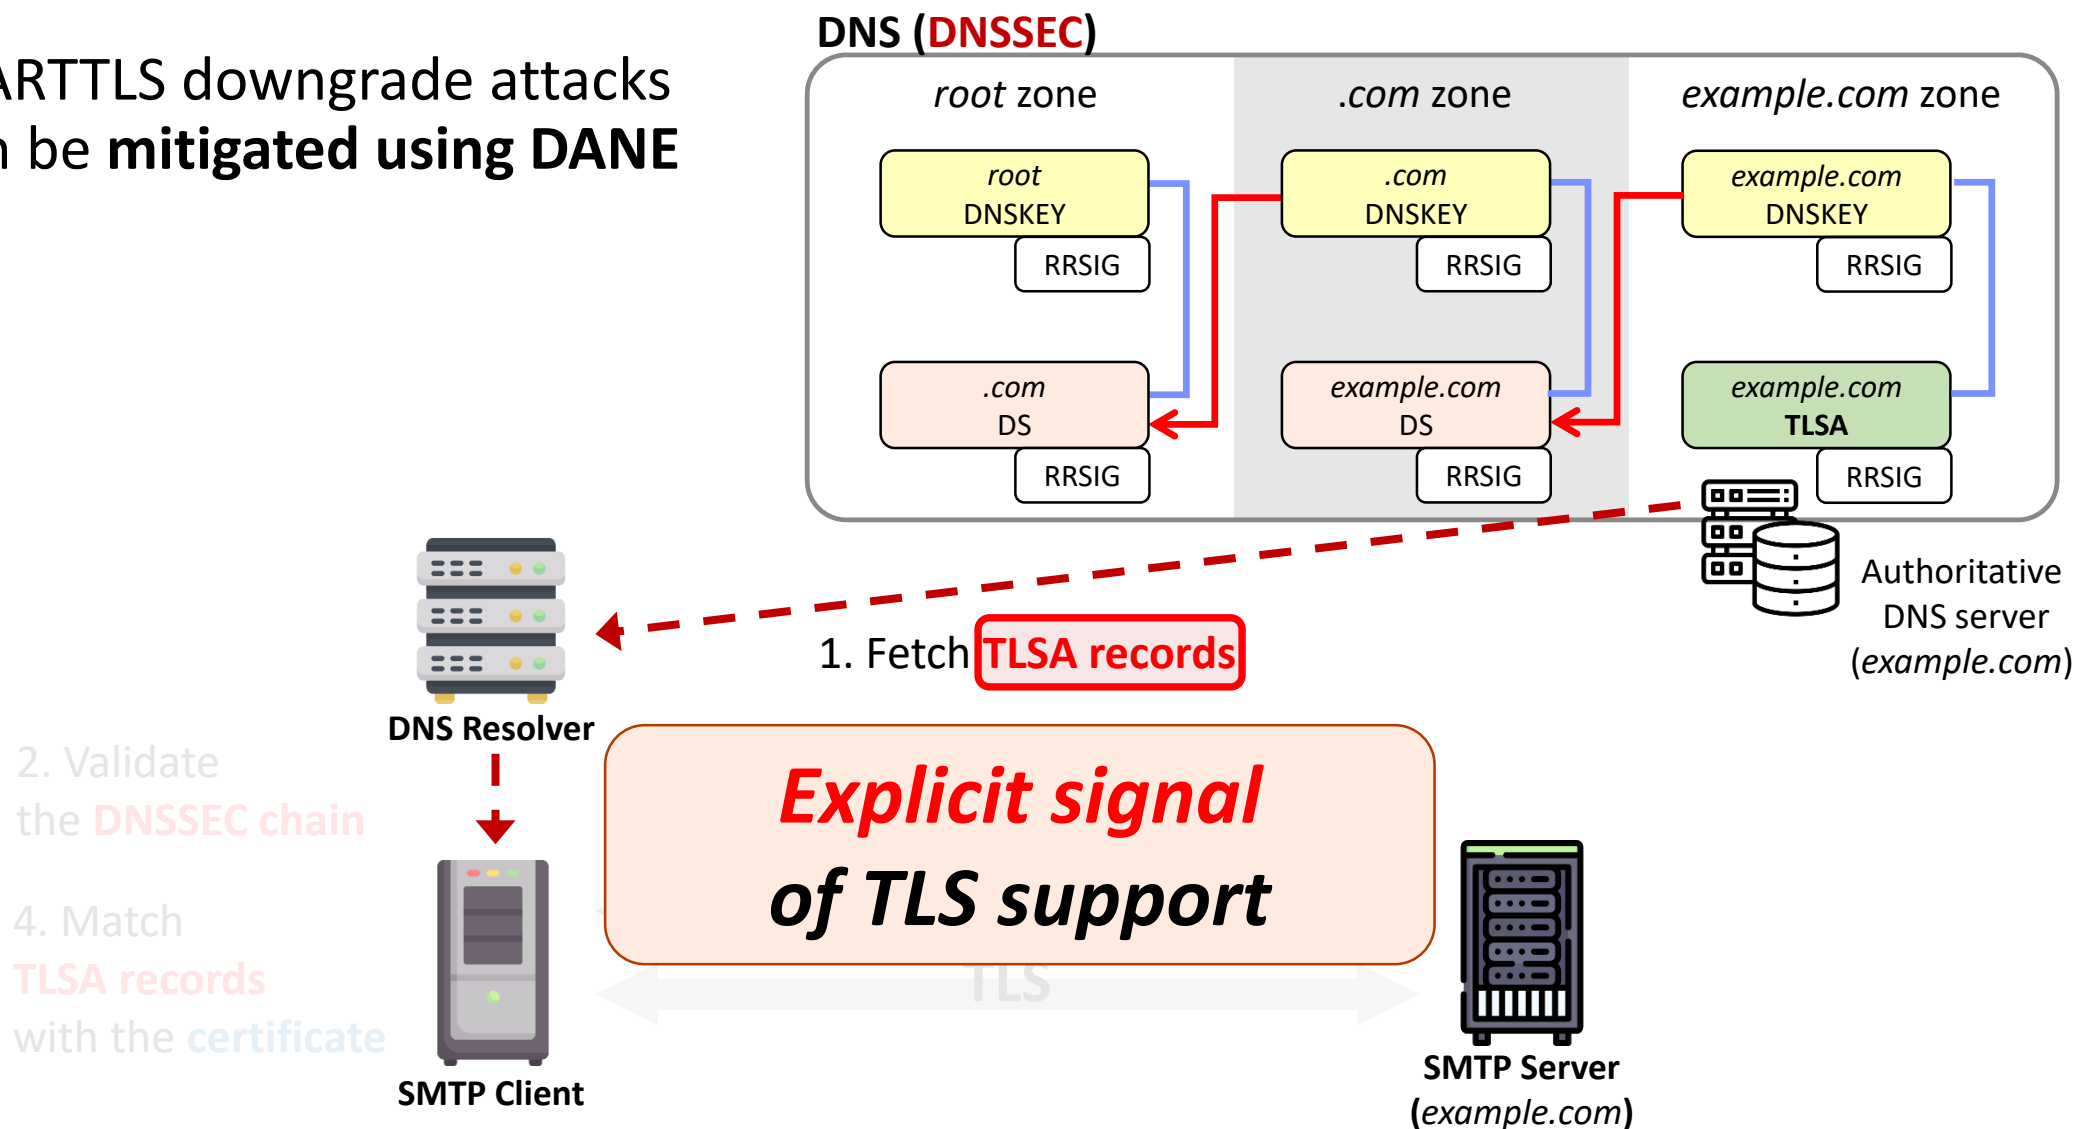 ARTTLS downgrade attacks
n be mitigated using DANE
DNS (DNSSEC)
root zone
.com zone
example.com zone
root
DNSKEY
RRSIG
.com
DNSKEY
RRSIG
example.com
DNSKEY
RRSIG
.com
DS
RRSIG
example.com
DS
RRSIG
example.com
TLSA
RRSIG
Authoritative
DNS server
(example.com)
1. Fetch TLSA records
DNS Resolver
2. Validate
the DNSSEC chain
Explicit signal
of TLS support
4. Match
TLSA records
with the certificate
TLS
SMTP Client
SMTP Server
(example.com)